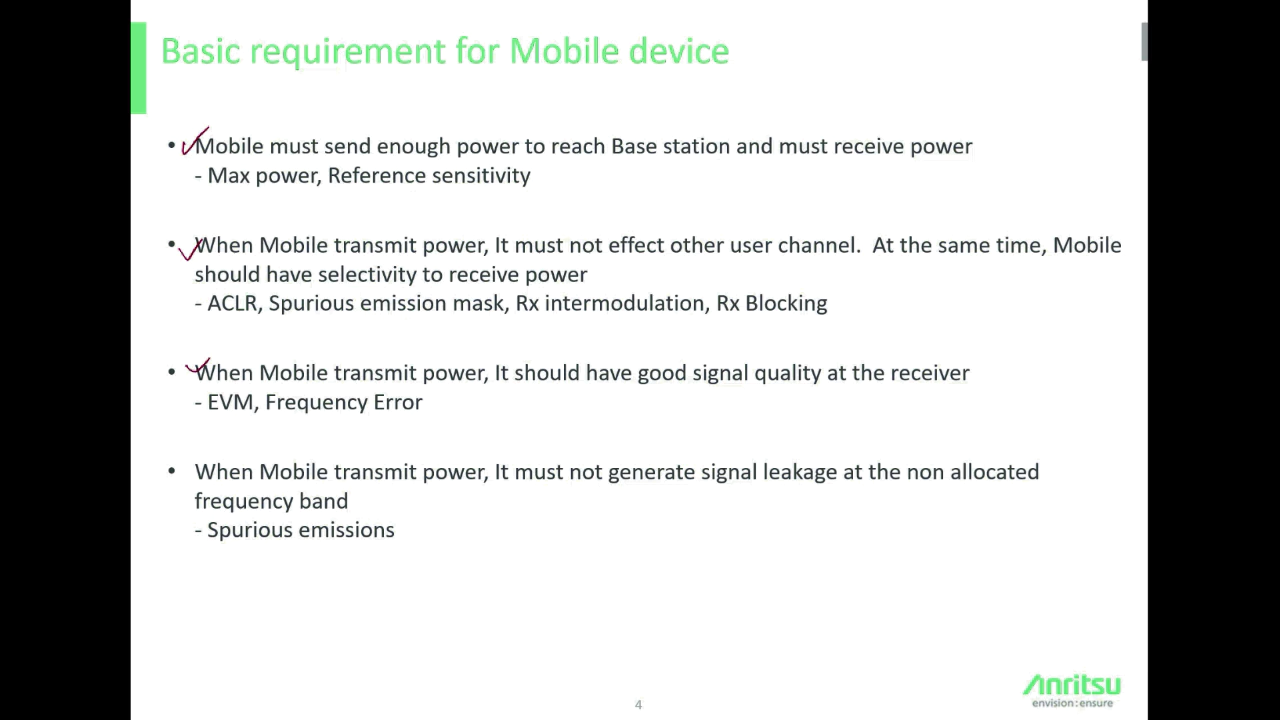 Basic requirement for Mobile device
• Mobile must send enough power to reach Base station and must receive power
- Max power, Reference sensitivity
• When Mobile transmit power, It must not effect other user channel.  At the same time, Mobile
should have selectivity to receive power
- ACLR, Spurious emission mask, Rx intermodulation, Rx Blocking
• When Mobile transmit power, It should have good signal quality at the receiver
- EVM, Frequency Error
• When Mobile transmit power, It must not generate signal leakage at the non allocated
frequency band
- Spurious emissions
Anritsu
envision:ensure
4